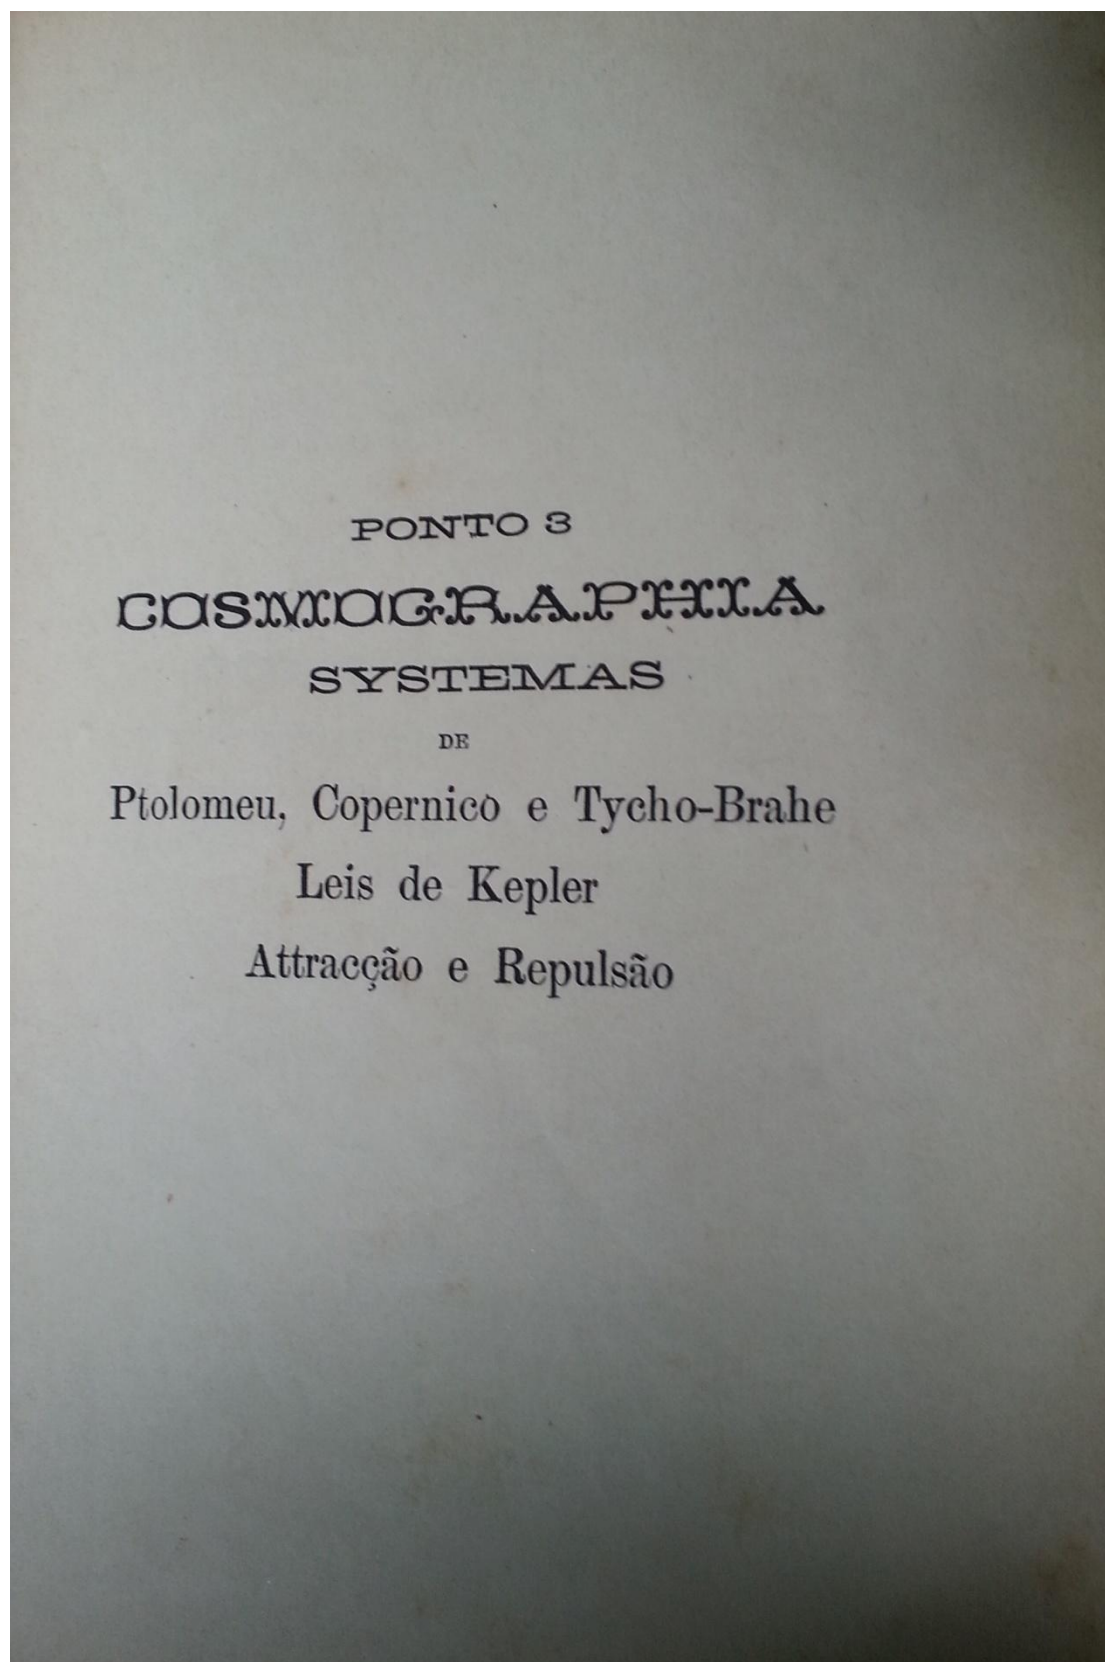 PONTO 3
COSMOGRAPHIA
SYSTEMAS
DE
Ptolomeu, Copernico e Tycho-Brahe
Leis de Kepler
Attracção e Repulsão